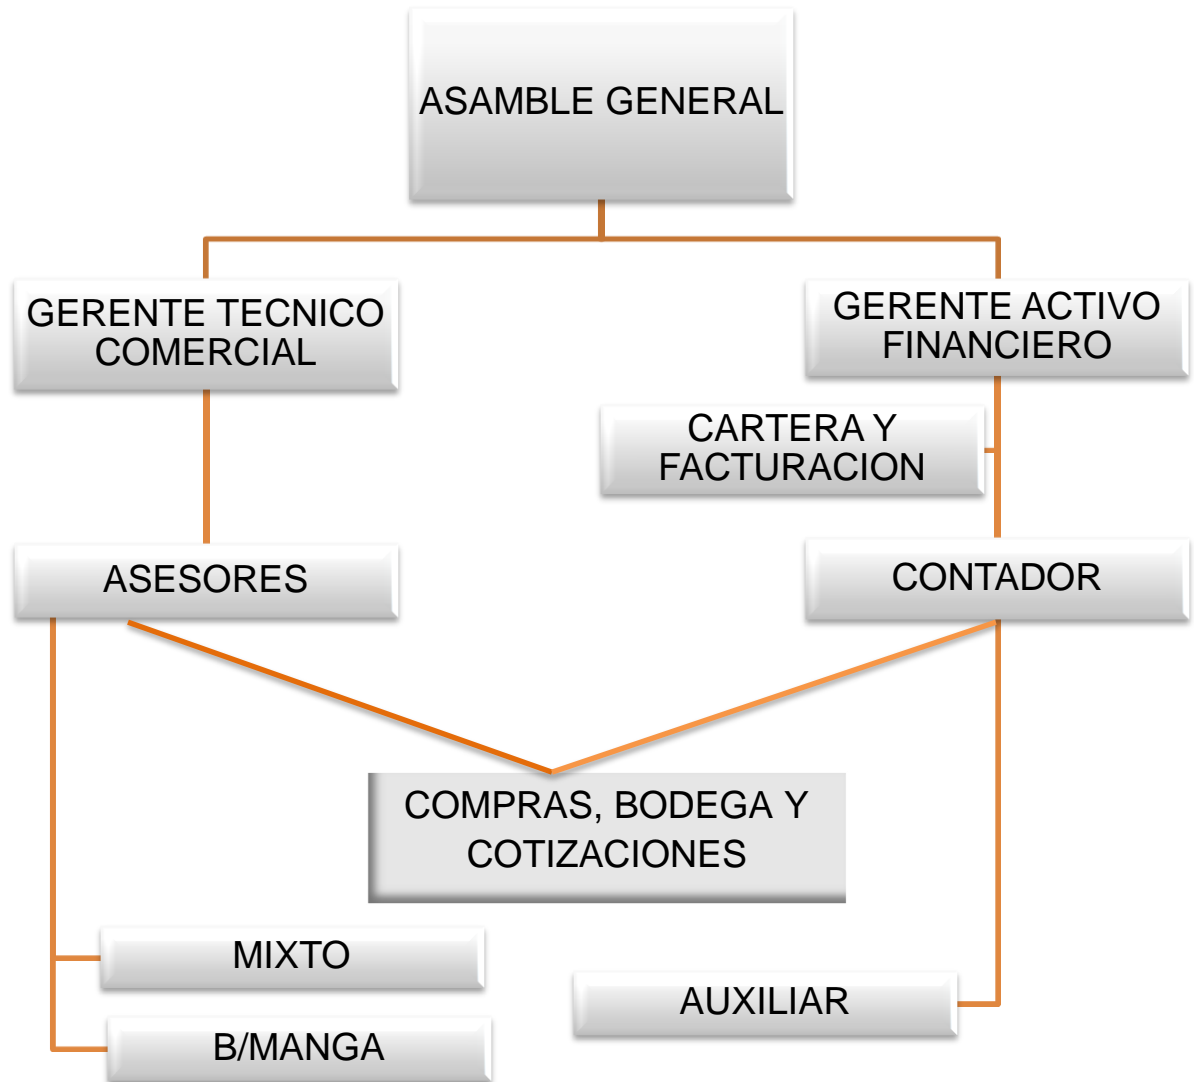 ASAMBLE GENERAL
GERENTE TECNICO
COMERCIAL
GERENTE ACTIVO
FINANCIERO
CARTERA Y
FACTURACION
ASESORES
CONTADOR
COMPRAS, BODEGA Y
COTIZACIONES
MIXTO
AUXILIAR
B/MANGA